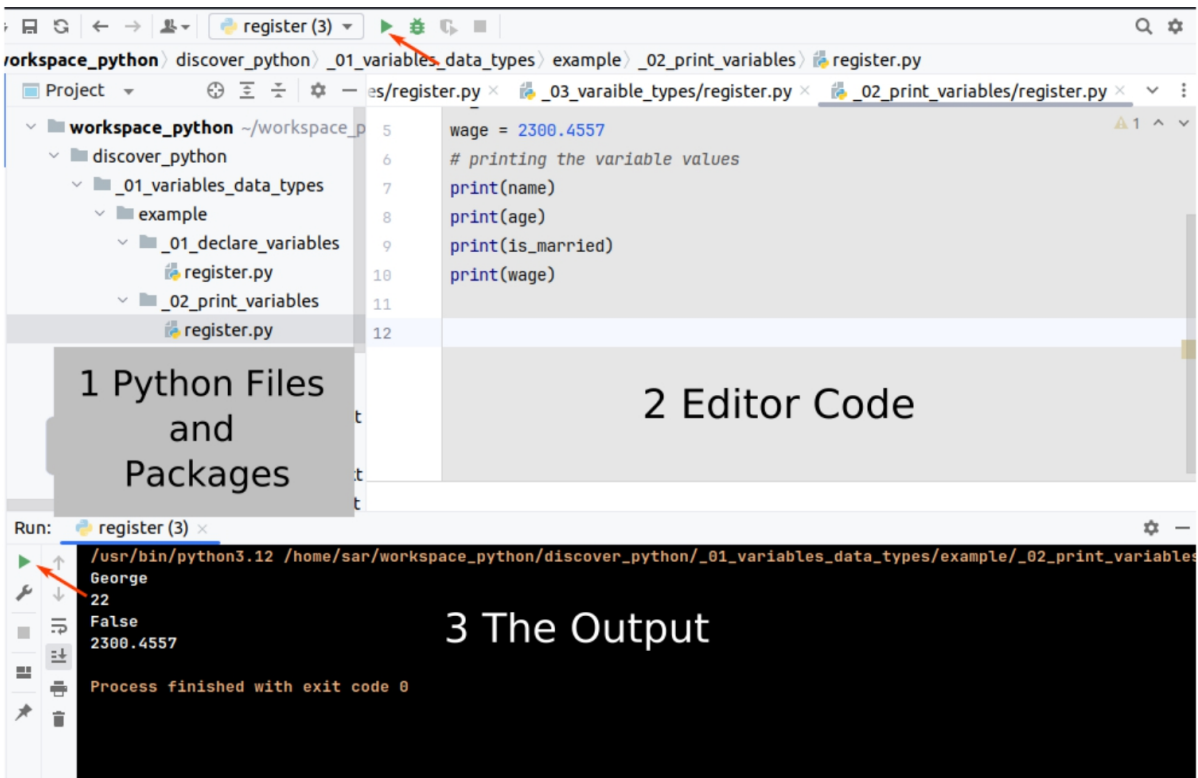 register (3)
workspace_python › discover_python › _01_variables_data_types › example › _02_print_variables › register.py
Project
es/register.py × _03_varaible_types/register.py × _02_print_variables/register.py ×
workspace_python ~/workspace_p
discover_python
_01_variables_data_types
example
_01_declare_variables
register.py
_02_print_variables
register.py
1 Python Files
and
Packages
t
t
t
1
5 wage = 2300.4557
6 # printing the variable values
7 print(name)
8 print(age)
9 print(is_married)
10 print(wage)
11
12
2 Editor Code
Run: register (3) ×
/usr/bin/python3.12 /home/sar/workspace_python/discover_python/_01_variables_data_types/example/_02_print_variables
George
22
False
2300.4557
3 The Output
Process finished with exit code 0